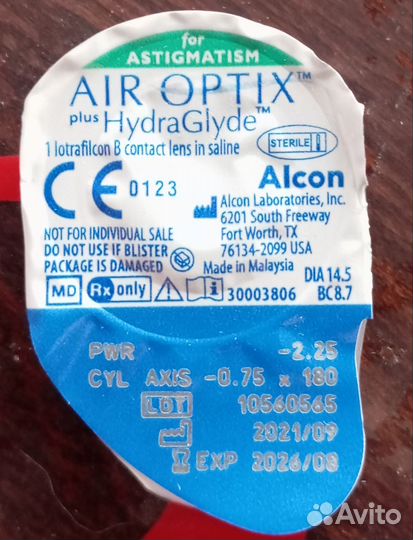 for
ASTIGMATISM
AIR OPTIX™
plus HydraGlyde™
1 lotrafilcon B contact lens in saline
STERILE
CE 0123
Alcon
Alcon Laboratories, Inc.
6201 South Freeway
Fort Worth, TX
76134-2099 USA
Made in Malaysia
NOT FOR INDIVIDUAL SALE
DO NOT USE IF BLISTER
PACKAGE IS DAMAGED
DIA 14.5
BC 8.7
MD Rx only 30003806
PWR -2.25
CYL AXIS -0.75 x 180
LOT 10560565
2021/09
EXP 2026/08
Avito